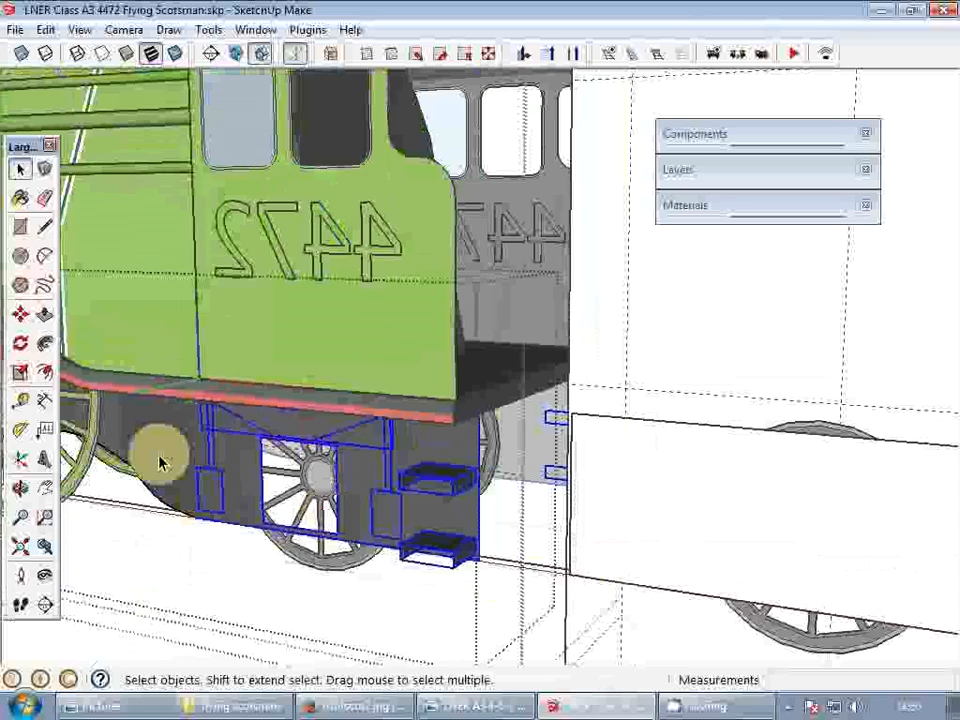 LNER Class A3 4472 Flying Scotsman.skp - SketchUp Make
File Edit View Camera Draw Tools Window Plugins Help
Larg...
Components
Layers
Materials
4472
Select objects. Shift to extend select. Drag mouse to select multiple.
Measurements